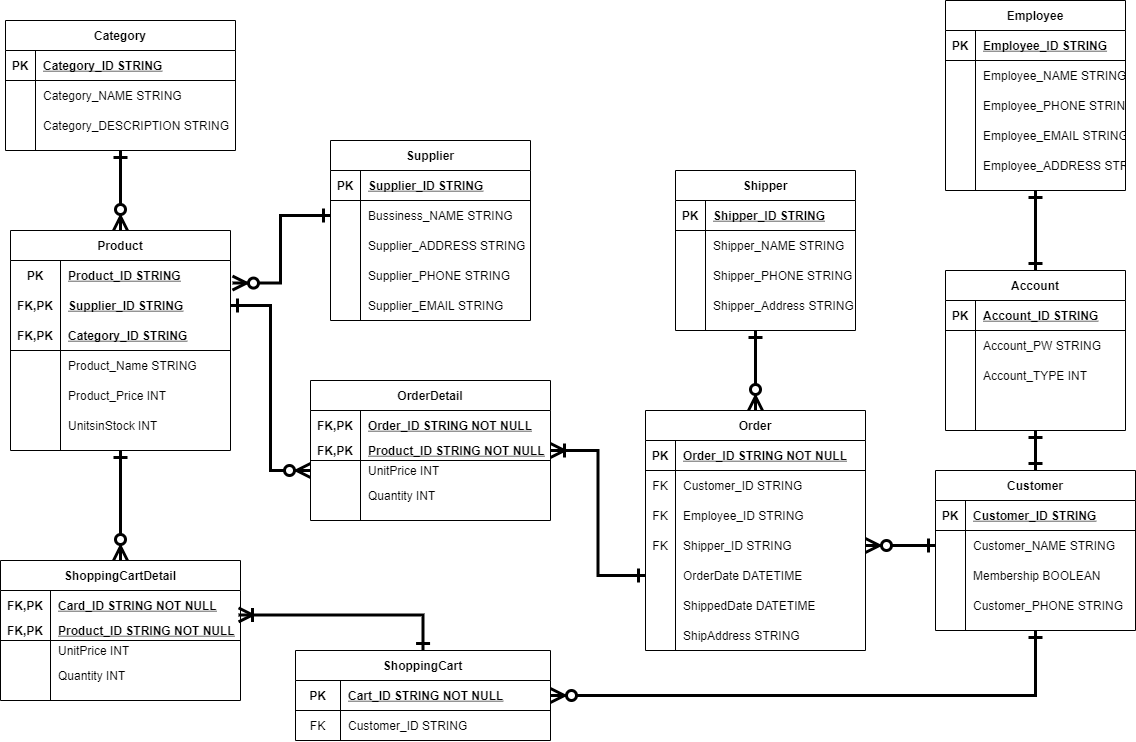 Category
PK Category_ID STRING
Category_NAME STRING
Category_DESCRIPTION STRING
Supplier
PK Supplier_ID STRING
Bussiness_NAME STRING
Supplier_ADDRESS STRING
Supplier_PHONE STRING
Supplier_EMAIL STRING
Shipper
PK Shipper_ID STRING
Shipper_NAME STRING
Shipper_PHONE STRING
Shipper_Address STRING
Employee
PK Employee_ID STRING
Employee_NAME STRING
Employee_PHONE STRIN
Employee_EMAIL STRING
Employee_ADDRESS STR
Product
PK Product_ID STRING
FK,PK Supplier_ID STRING
FK,PK Category_ID STRING
Product_Name STRING
Product_Price INT
UnitsinStock INT
OrderDetail
FK,PK Order_ID STRING NOT NULL
FK,PK Product_ID STRING NOT NULL
UnitPrice INT
Quantity INT
Order
PK Order_ID STRING NOT NULL
FK Customer_ID STRING
FK Employee_ID STRING
FK Shipper_ID STRING
OrderDate DATETIME
ShippedDate DATETIME
ShipAddress STRING
Account
PK Account_ID STRING
Account_PW STRING
Account_TYPE INT
Customer
PK Customer_ID STRING
Customer_NAME STRING
Membership BOOLEAN
Customer_PHONE STRING
ShoppingCartDetail
FK,PK Card_ID STRING NOT NULL
FK,PK Product_ID STRING NOT NULL
UnitPrice INT
Quantity INT
ShoppingCart
PK Cart_ID STRING NOT NULL
FK Customer_ID STRING